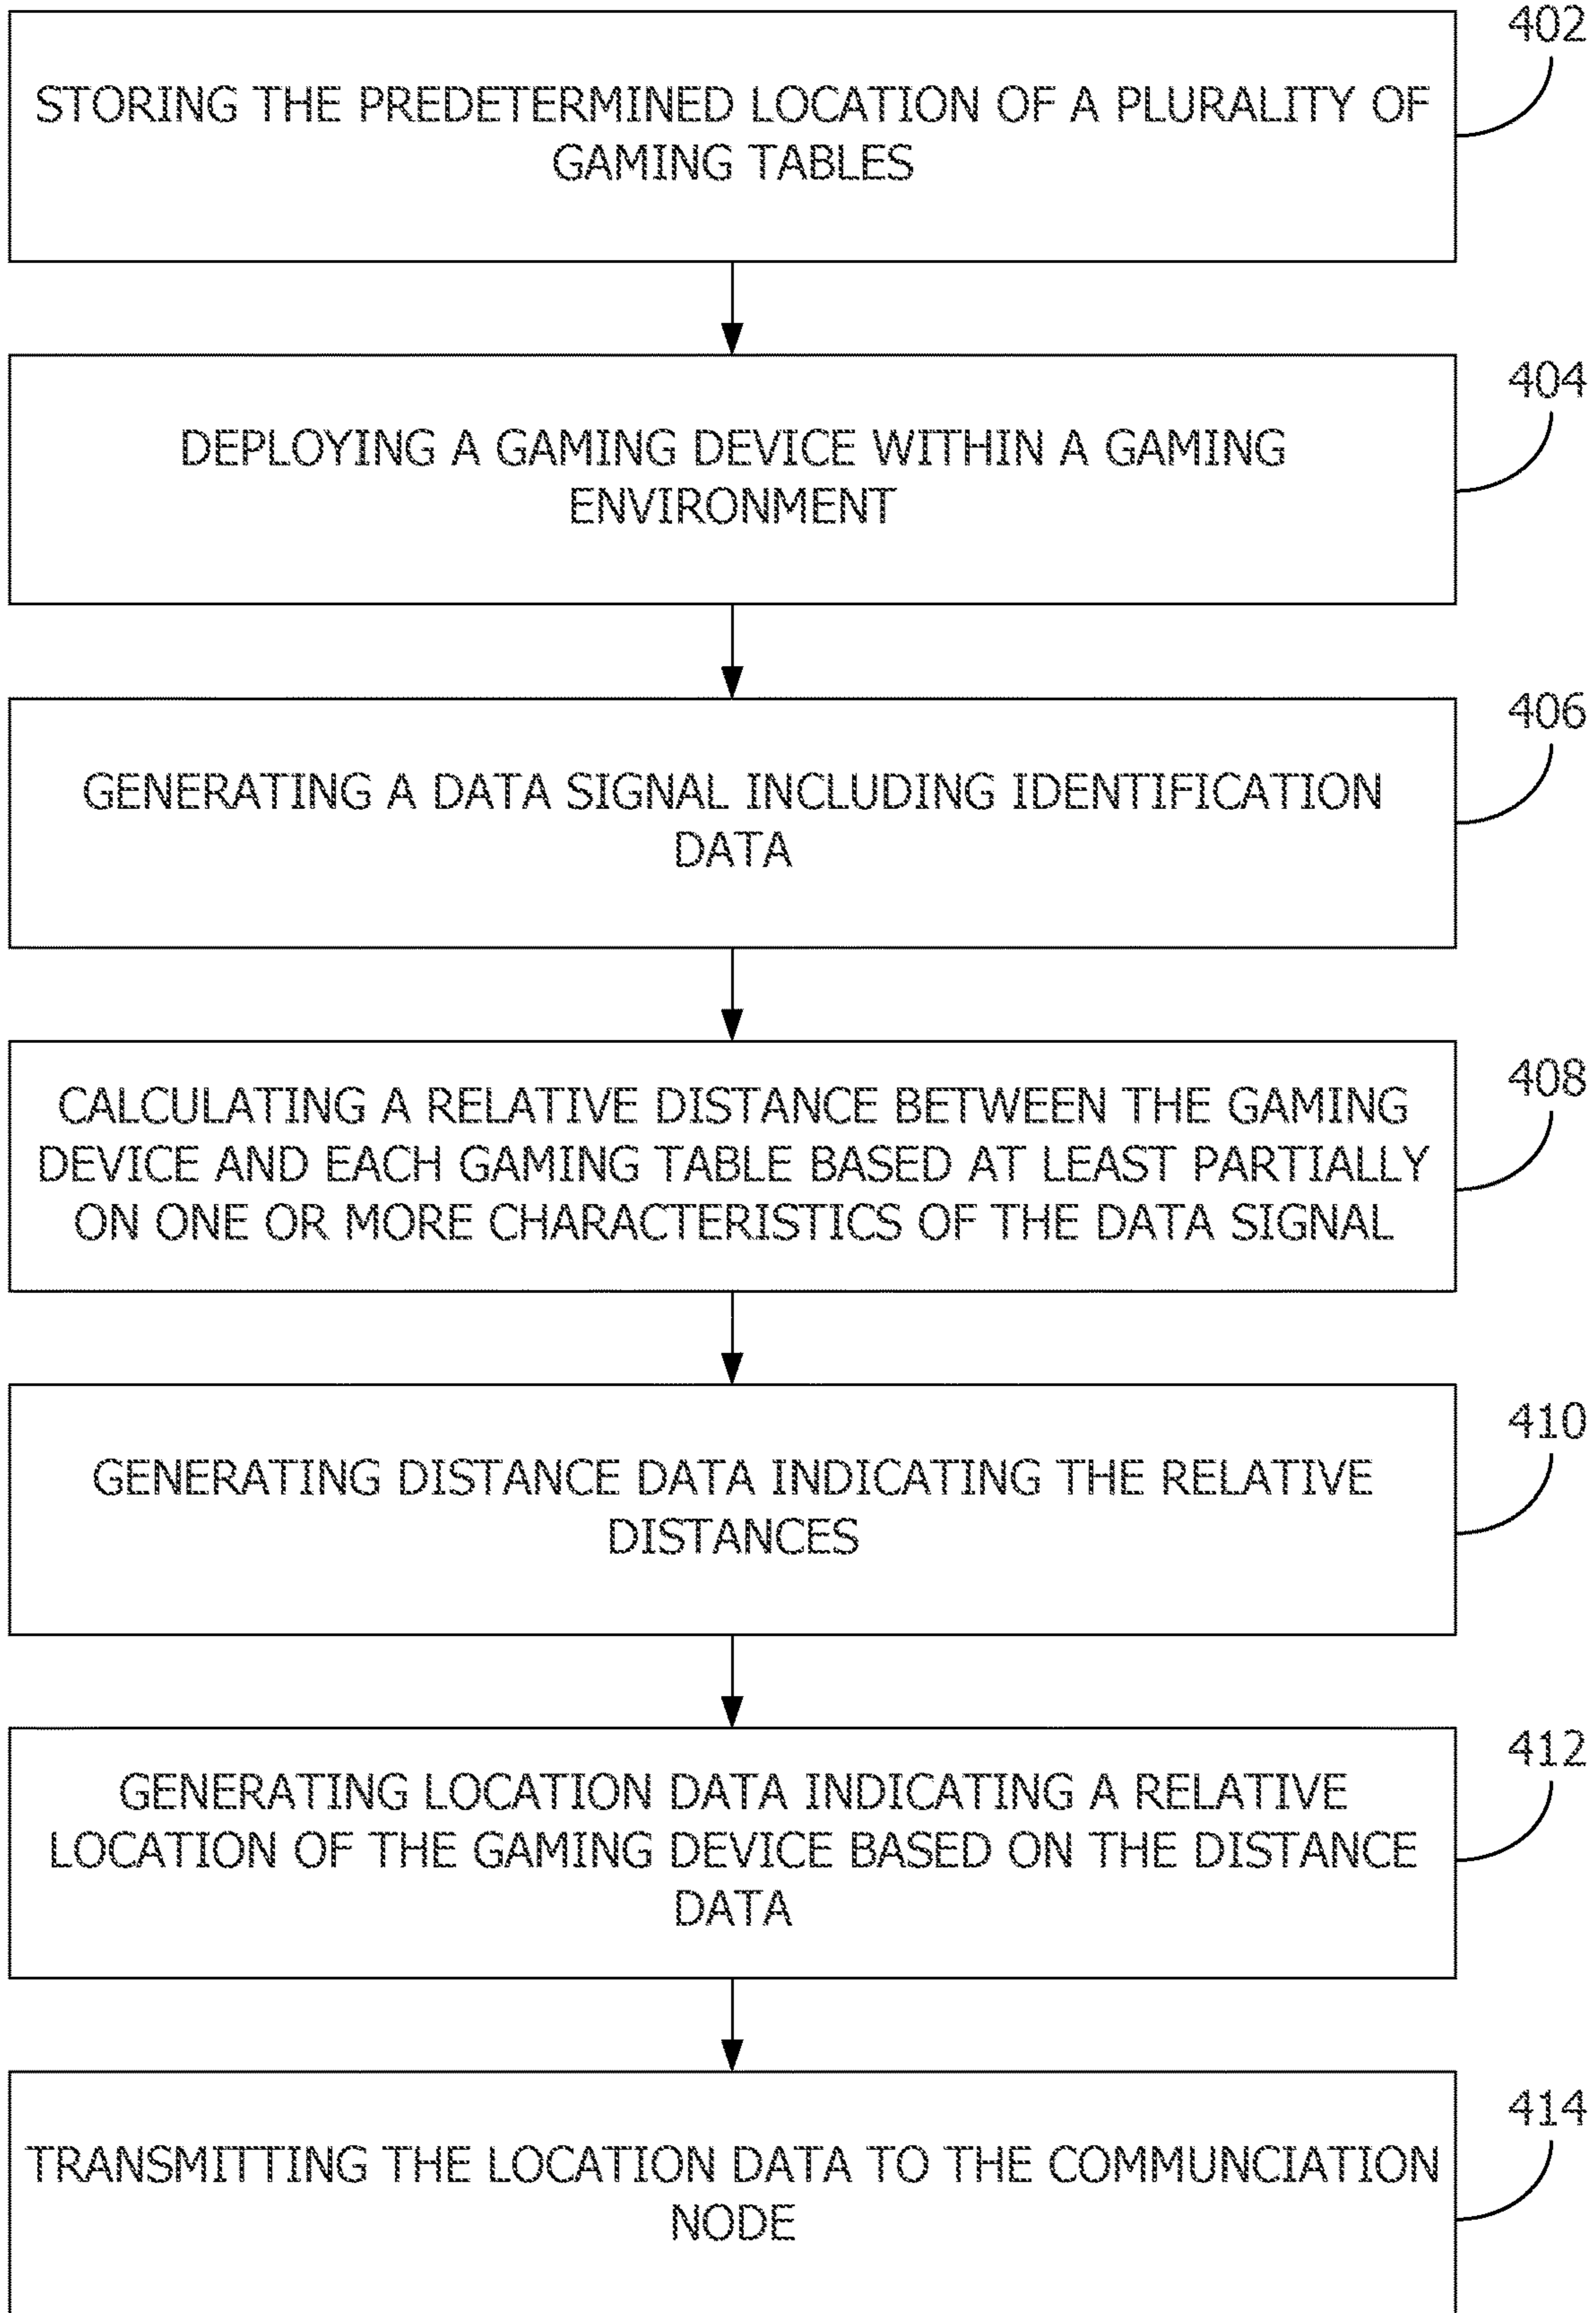 402
STORING THE PREDETERMINED LOCATION OF A PLURALITY OF
GAMING TABLES
404
DEPLOYING A GAMING DEVICE WITHIN A GAMING
ENVIRONMENT
406
GENERATING A DATA SIGNAL INCLUDING IDENTIFICATION
DATA
408
CALCULATING A RELATIVE DISTANCE BETWEEN THE GAMING
DEVICE AND EACH GAMING TABLE BASED AT LEAST PARTIALLY
ON ONE OR MORE CHARACTERISTICS OF THE DATA SIGNAL
410
GENERATING DISTANCE DATA INDICATING THE RELATIVE
DISTANCES
412
GENERATING LOCATION DATA INDICATING A RELATIVE
LOCATION OF THE GAMING DEVICE BASED ON THE DISTANCE
DATA
414
TRANSMITTING THE LOCATION DATA TO THE COMMUNCIATION
NODE